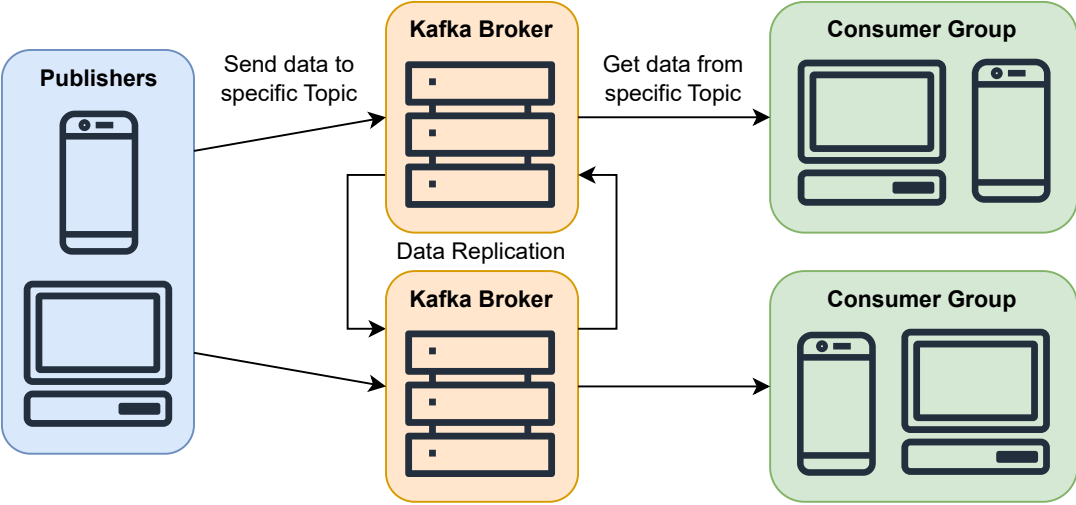 Publishers
Send data to
specific Topic
Kafka Broker
Get data from
specific Topic
Consumer Group
Data Replication
Kafka Broker
Consumer Group